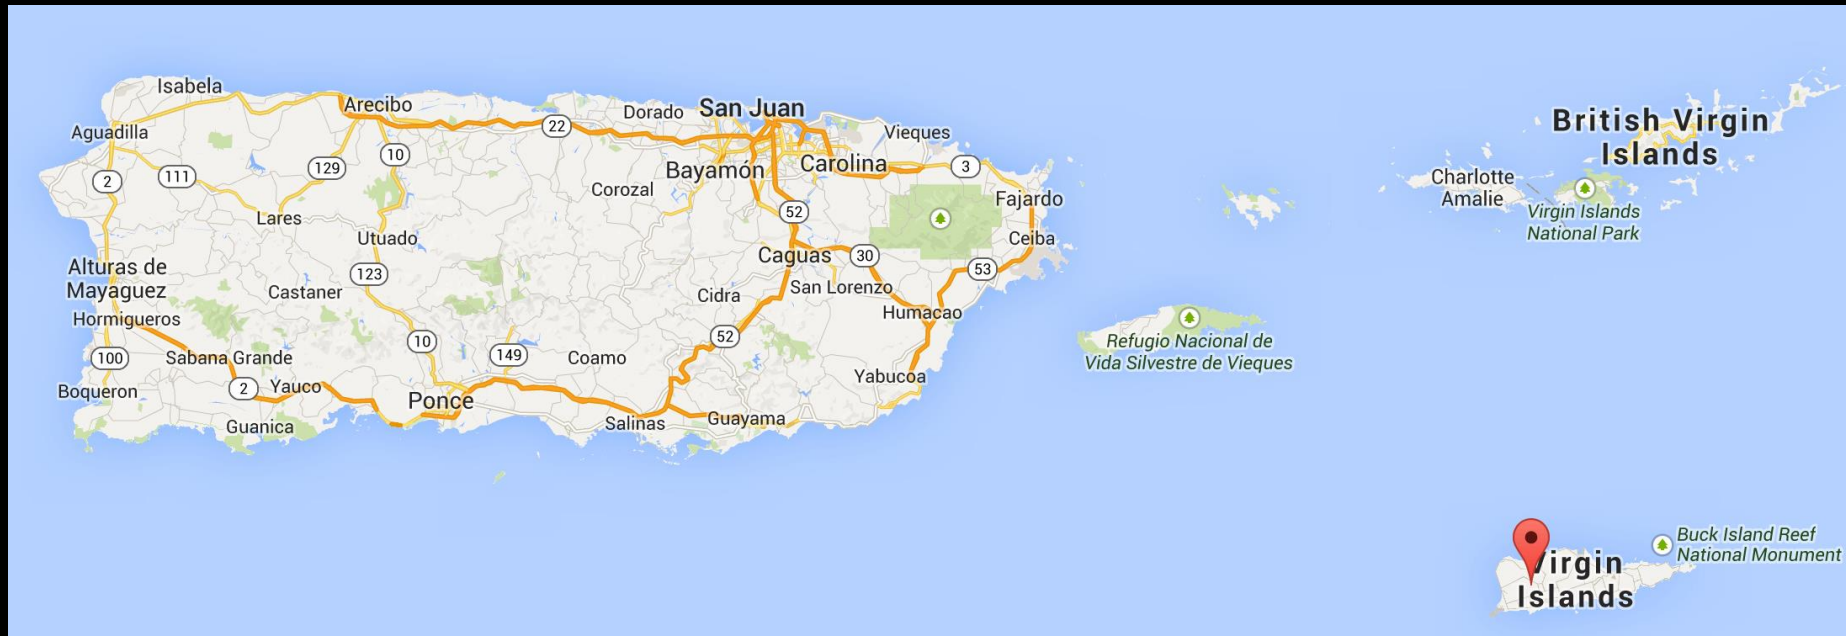 Isabela
Arecibo
Dorado
San Juan
Aguadilla
22
Vieques
British Virgin
Islands
10
129
Bayamón
Carolina
3
2
111
Corozal
Charlotte
Amalie
Fajardo
Lares
52
Virgin Islands
National Park
Utuado
Ceiba
Caguas
30
Alturas de
Mayaguez
123
53
Castaner
Cidra
San Lorenzo
Hormigueros
Humacao
10
52
Refugio Nacional de
Vida Silvestre de Vieques
100
Sabana Grande
149
Coamo
Boqueron
2
Yauco
Yabucoa
Ponce
Guanica
Salinas
Guayama
Buck Island Reef
National Monument
Virgin
Islands